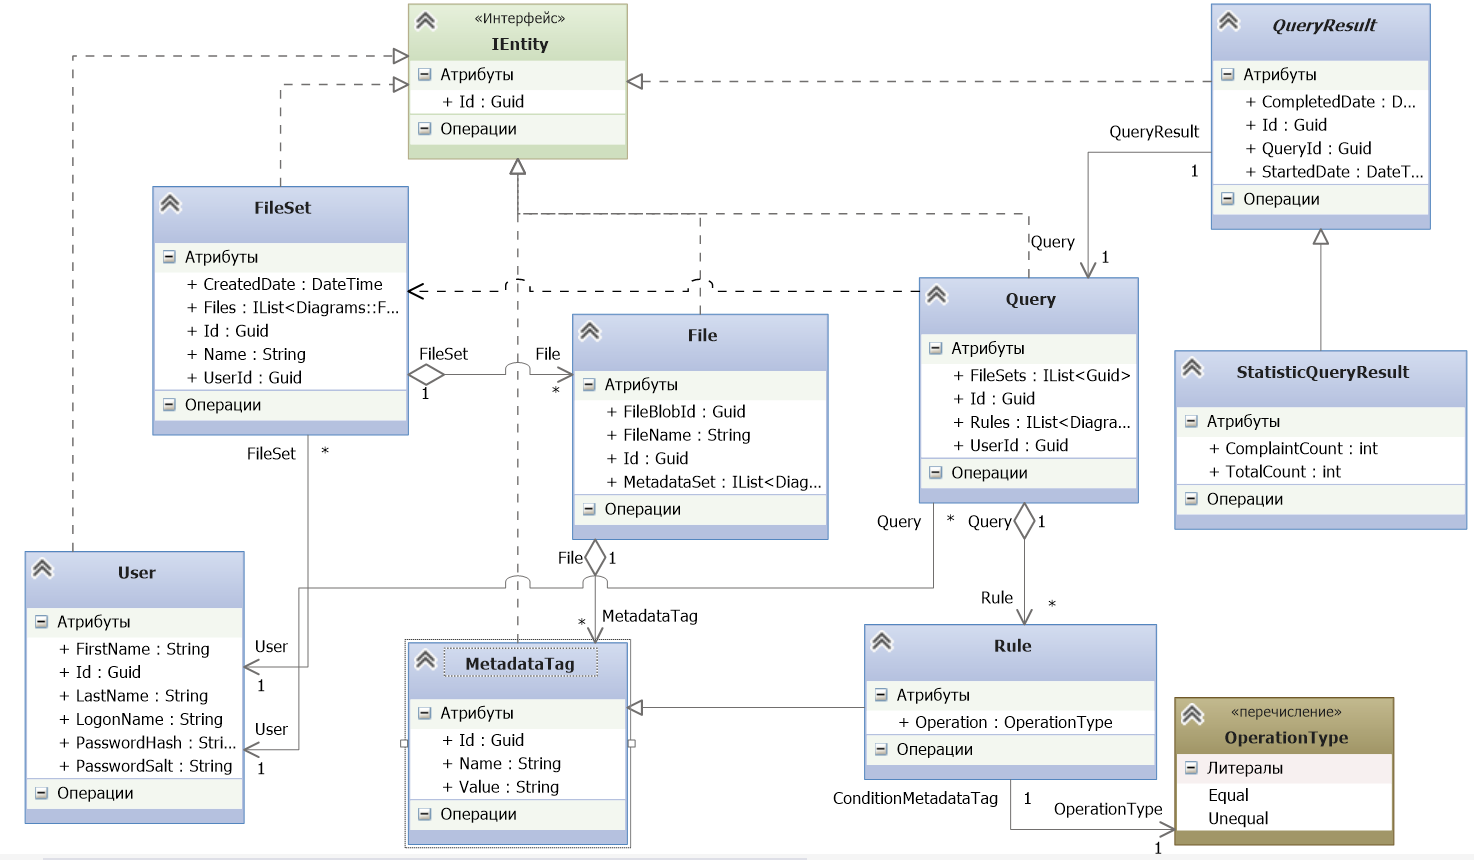 «Интерфейс»
IEntity
Атрибуты
+ Id : Guid
Операции
QueryResult
Атрибуты
+ CompletedDate : D...
+ Id : Guid
+ QueryId : Guid
+ StartedDate : DateT...
Операции
QueryResult
1
Query
1
FileSet
Атрибуты
+ CreatedDate : DateTime
+ Files : IList<Diagrams::F...
+ Id : Guid
+ Name : String
+ UserId : Guid
Операции
FileSet
1
File
*
File
Атрибуты
+ FileBlobId : Guid
+ FileName : String
+ Id : Guid
+ MetadataSet : IList<Diag...
Операции
Query
Атрибуты
+ FileSets : IList<Guid>
+ Id : Guid
+ Rules : IList<Diagra...
+ UserId : Guid
Операции
StatisticQueryResult
Атрибуты
+ ComplaintCount : int
+ TotalCount : int
Операции
FileSet
*
Query
*
Query
1
File
1
MetadataTag
*
Rule
*
User
Атрибуты
+ FirstName : String
+ Id : Guid
+ LastName : String
+ LogonName : String
+ PasswordHash : Stri...
+ PasswordSalt : String
Операции
User
1
User
1
MetadataTag
Атрибуты
+ Id : Guid
+ Name : String
+ Value : String
Операции
Rule
Атрибуты
+ Operation : OperationType
Операции
ConditionMetadataTag
1
OperationType
1
«перечисление»
OperationType
Литералы
Equal
Unequal